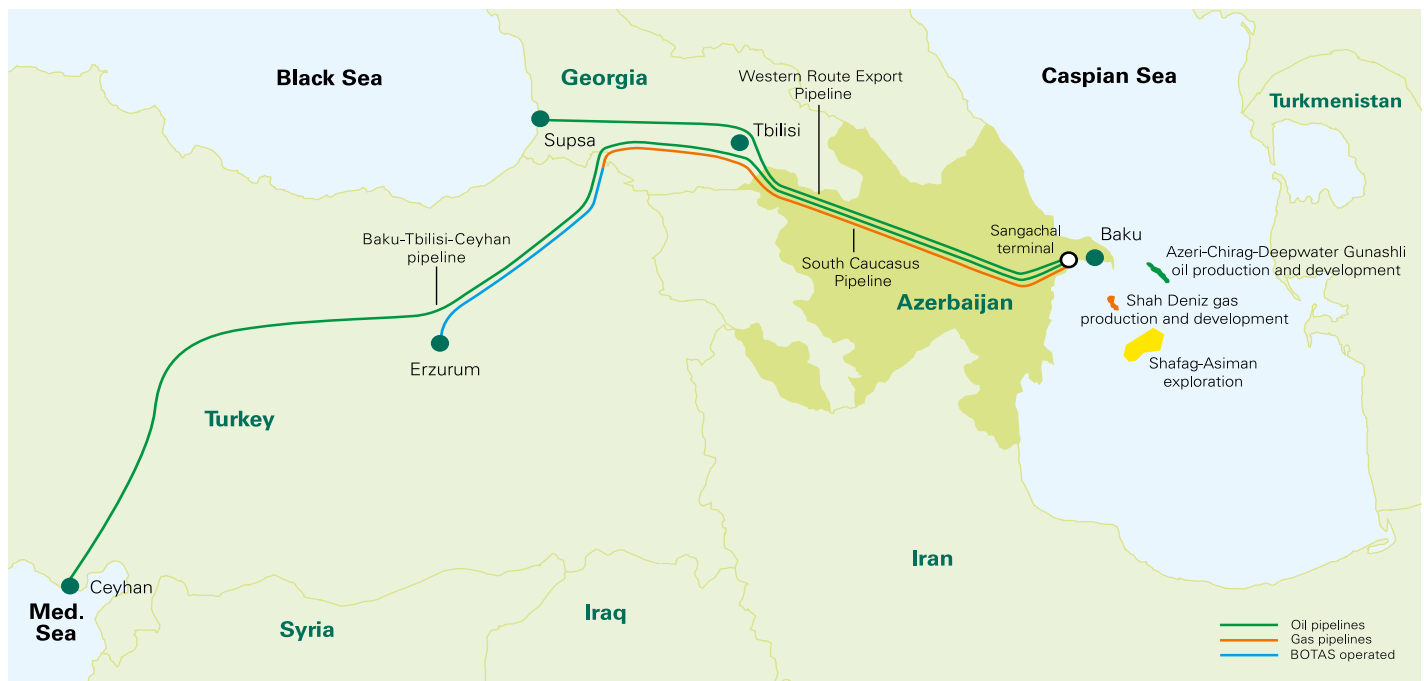 Black Sea
Georgia
Western Route Export
Pipeline
Caspian Sea
Turkmenistan
Supsa
Tbilisi
Baku-Tbilisi-Ceyhan
pipeline
South Caucasus
Pipeline
Sangachal
terminal
Baku
Azeri-Chirag-Deepwater Gunashli
oil production and development
Azerbaijan
Shah Deniz gas
production and development
Shafag-Asiman
exploration
Erzurum
Turkey
Iran
Ceyhan
Med.
Sea
Syria
Iraq
Oil pipelines
Gas pipelines
BOTAS operated